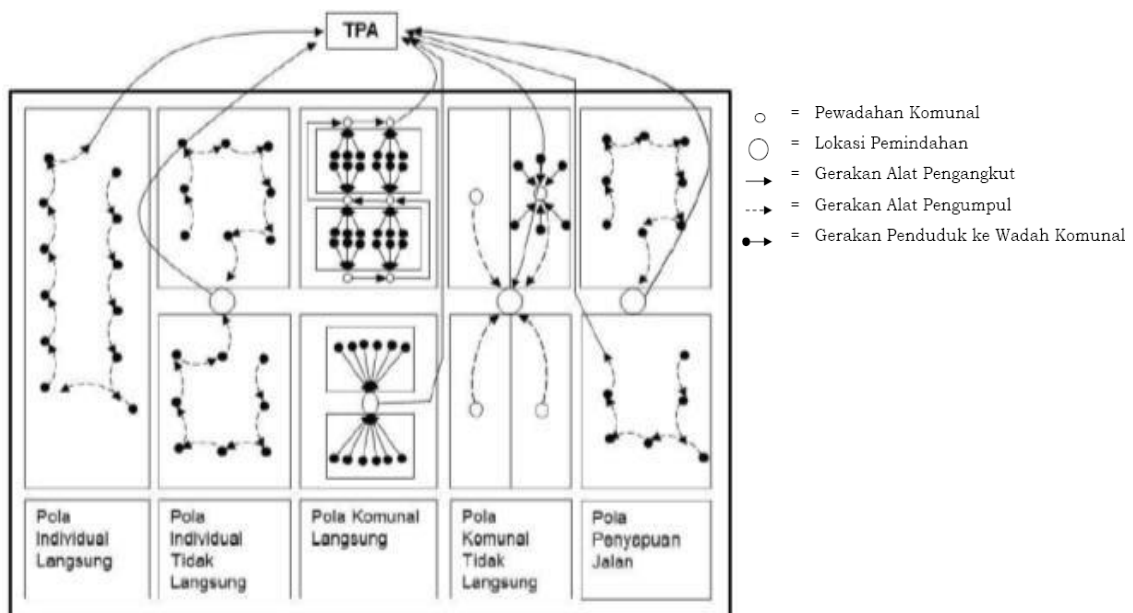 TPA
= Pewadahan Komunal
= Lokasi Pemindahan
= Gerakan Alat Pengangkut
= Gerakan Alat Pengumpul
= Gerakan Penduduk ke Wadah Komunal
Pola
Individual
Langsung
Pola
Individual
Tidak
Langsung
Pola Komunal
Langsung
Pola
Komunal
Tidak
Langsung
Pola
Penyapuan
Jalan